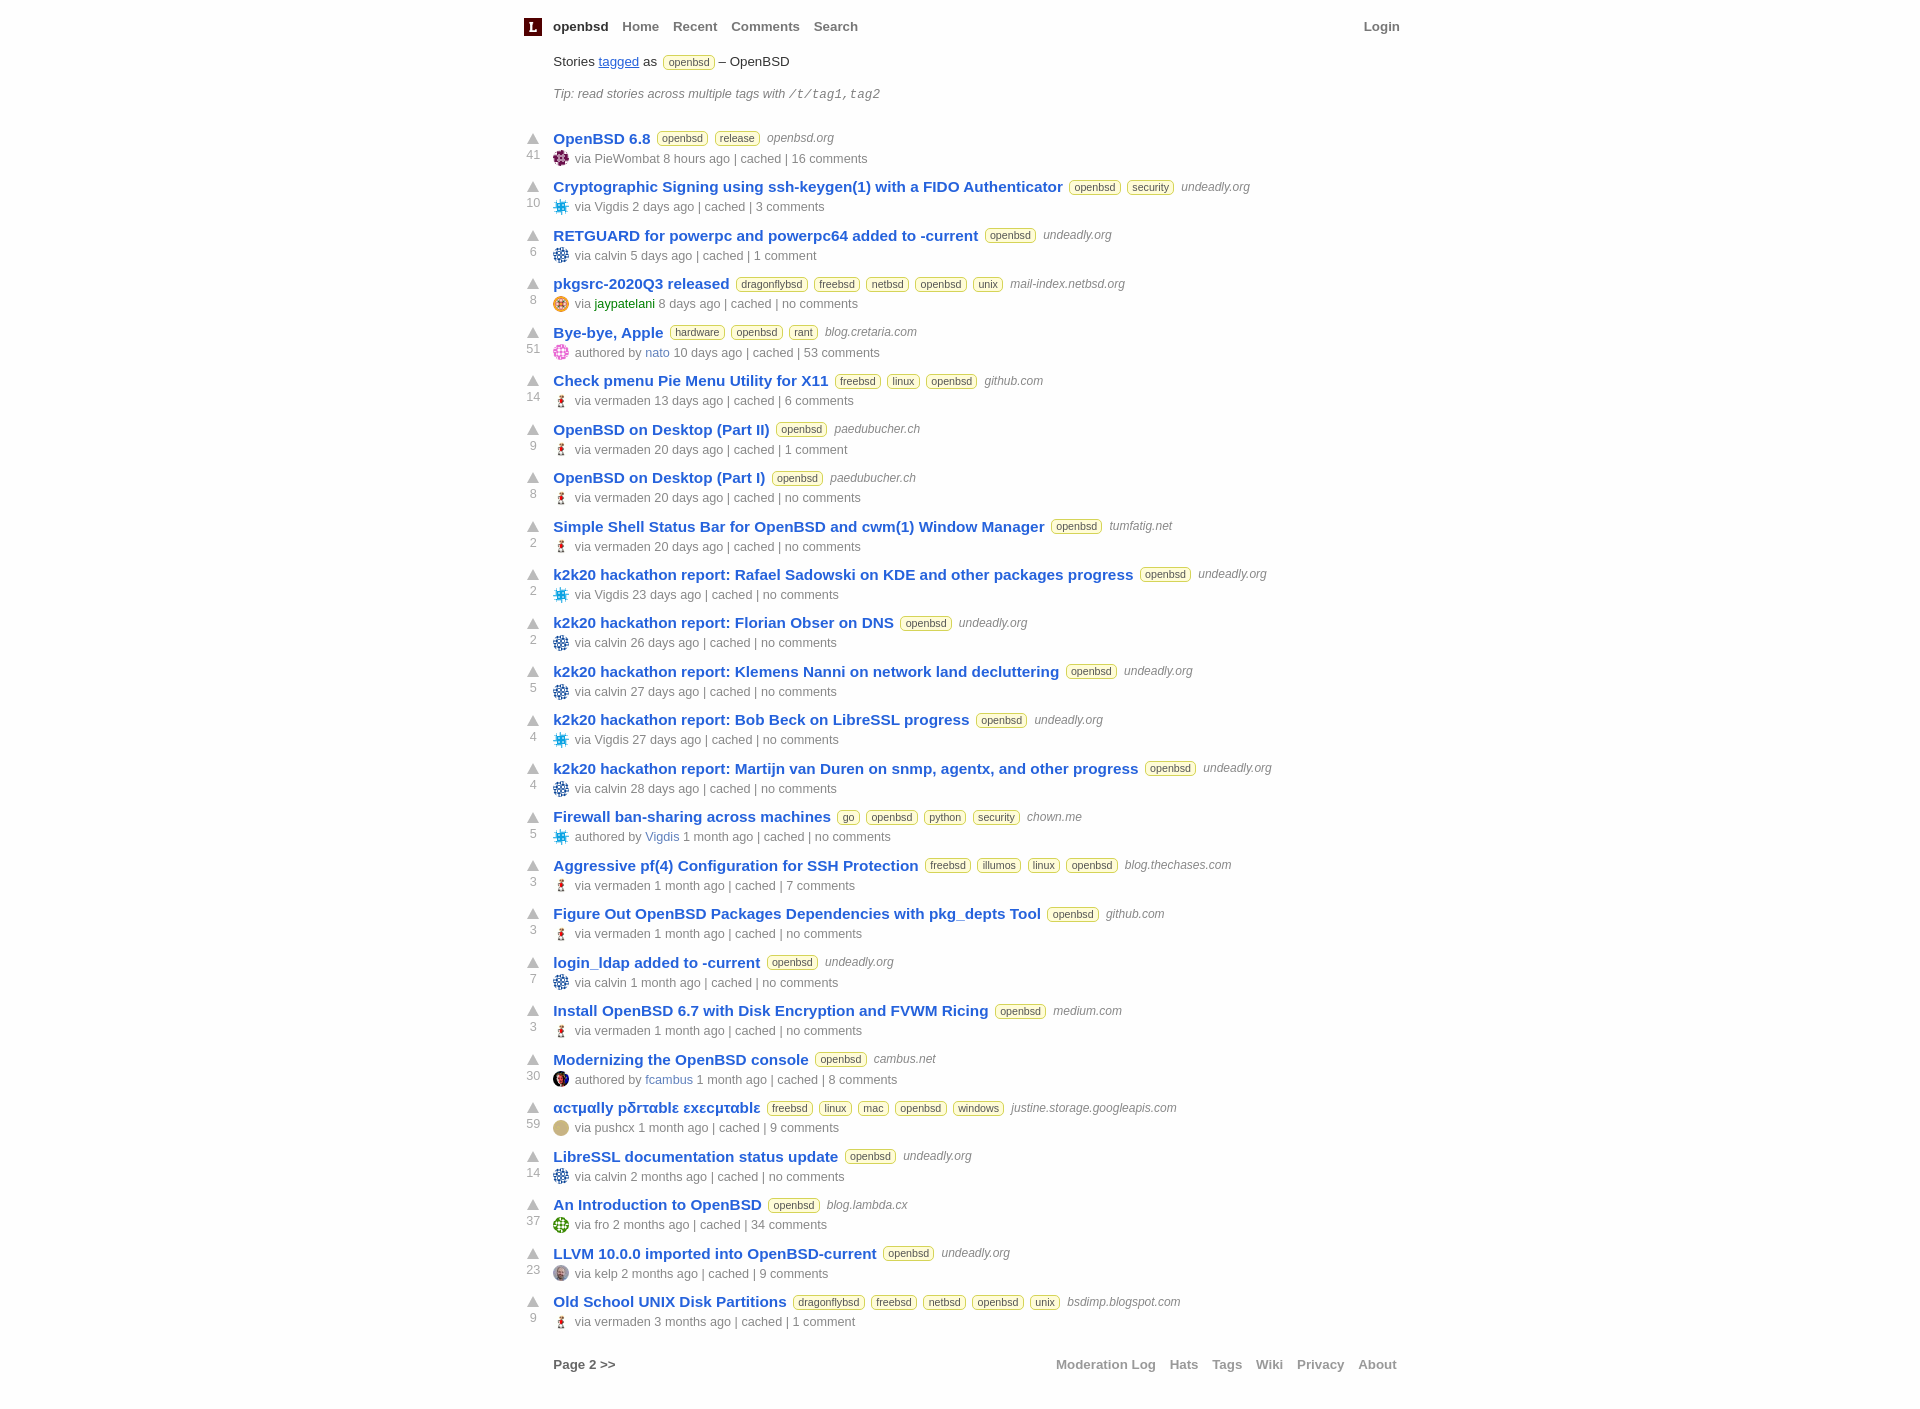 L openbsd Home Recent Comments Search Login
Stories tagged as openbsd – OpenBSD
Tip: read stories across multiple tags with /t/tag1,tag2
OpenBSD 6.8 openbsd release openbsd.org
41 via PieWombat 8 hours ago | cached | 16 comments
Cryptographic Signing using ssh-keygen(1) with a FIDO Authenticator openbsd security undeadly.org
10 via Vigdis 2 days ago | cached | 3 comments
RETGUARD for powerpc and powerpc64 added to -current openbsd undeadly.org
6 via calvin 5 days ago | cached | 1 comment
pkgsrc-2020Q3 released dragonflybsd freebsd netbsd openbsd unix mail-index.netbsd.org
8 via jaypatelani 8 days ago | cached | no comments
Bye-bye, Apple hardware openbsd rant blog.cretaria.com
51 authored by nato 10 days ago | cached | 53 comments
Check pmenu Pie Menu Utility for X11 freebsd linux openbsd github.com
14 via vermaden 13 days ago | cached | 6 comments
OpenBSD on Desktop (Part II) openbsd paedubucher.ch
9 via vermaden 20 days ago | cached | 1 comment
OpenBSD on Desktop (Part I) openbsd paedubucher.ch
8 via vermaden 20 days ago | cached | no comments
Simple Shell Status Bar for OpenBSD and cwm(1) Window Manager openbsd tumfatig.net
2 via vermaden 20 days ago | cached | no comments
k2k20 hackathon report: Rafael Sadowski on KDE and other packages progress openbsd undeadly.org
2 via Vigdis 23 days ago | cached | no comments
k2k20 hackathon report: Florian Obser on DNS openbsd undeadly.org
2 via calvin 26 days ago | cached | no comments
k2k20 hackathon report: Klemens Nanni on network land decluttering openbsd undeadly.org
5 via calvin 27 days ago | cached | no comments
k2k20 hackathon report: Bob Beck on LibreSSL progress openbsd undeadly.org
4 via Vigdis 27 days ago | cached | no comments
k2k20 hackathon report: Martijn van Duren on snmp, agentx, and other progress openbsd undeadly.org
4 via calvin 28 days ago | cached | no comments
Firewall ban-sharing across machines go openbsd python security chown.me
5 authored by Vigdis 1 month ago | cached | no comments
Aggressive pf(4) Configuration for SSH Protection freebsd illumos linux openbsd blog.thechases.com
3 via vermaden 1 month ago | cached | 7 comments
Figure Out OpenBSD Packages Dependencies with pkg_depts Tool openbsd github.com
3 via vermaden 1 month ago | cached | no comments
login_ldap added to -current openbsd undeadly.org
7 via calvin 1 month ago | cached | no comments
Install OpenBSD 6.7 with Disk Encryption and FVWM Ricing openbsd medium.com
3 via vermaden 1 month ago | cached | no comments
Modernizing the OpenBSD console openbsd cambus.net
30 authored by fcambus 1 month ago | cached | 8 comments
αcτµαlly pδrταblε εxεcµταblε freebsd linux mac openbsd windows justine.storage.googleapis.com
59 via pushcx 1 month ago | cached | 9 comments
LibreSSL documentation status update openbsd undeadly.org
14 via calvin 2 months ago | cached | no comments
An Introduction to OpenBSD openbsd blog.lambda.cx
37 via fro 2 months ago | cached | 34 comments
LLVM 10.0.0 imported into OpenBSD-current openbsd undeadly.org
23 via kelp 2 months ago | cached | 9 comments
Old School UNIX Disk Partitions dragonflybsd freebsd netbsd openbsd unix bsdimp.blogspot.com
9 via vermaden 3 months ago | cached | 1 comment
Page 2 >> Moderation Log Hats Tags Wiki Privacy About